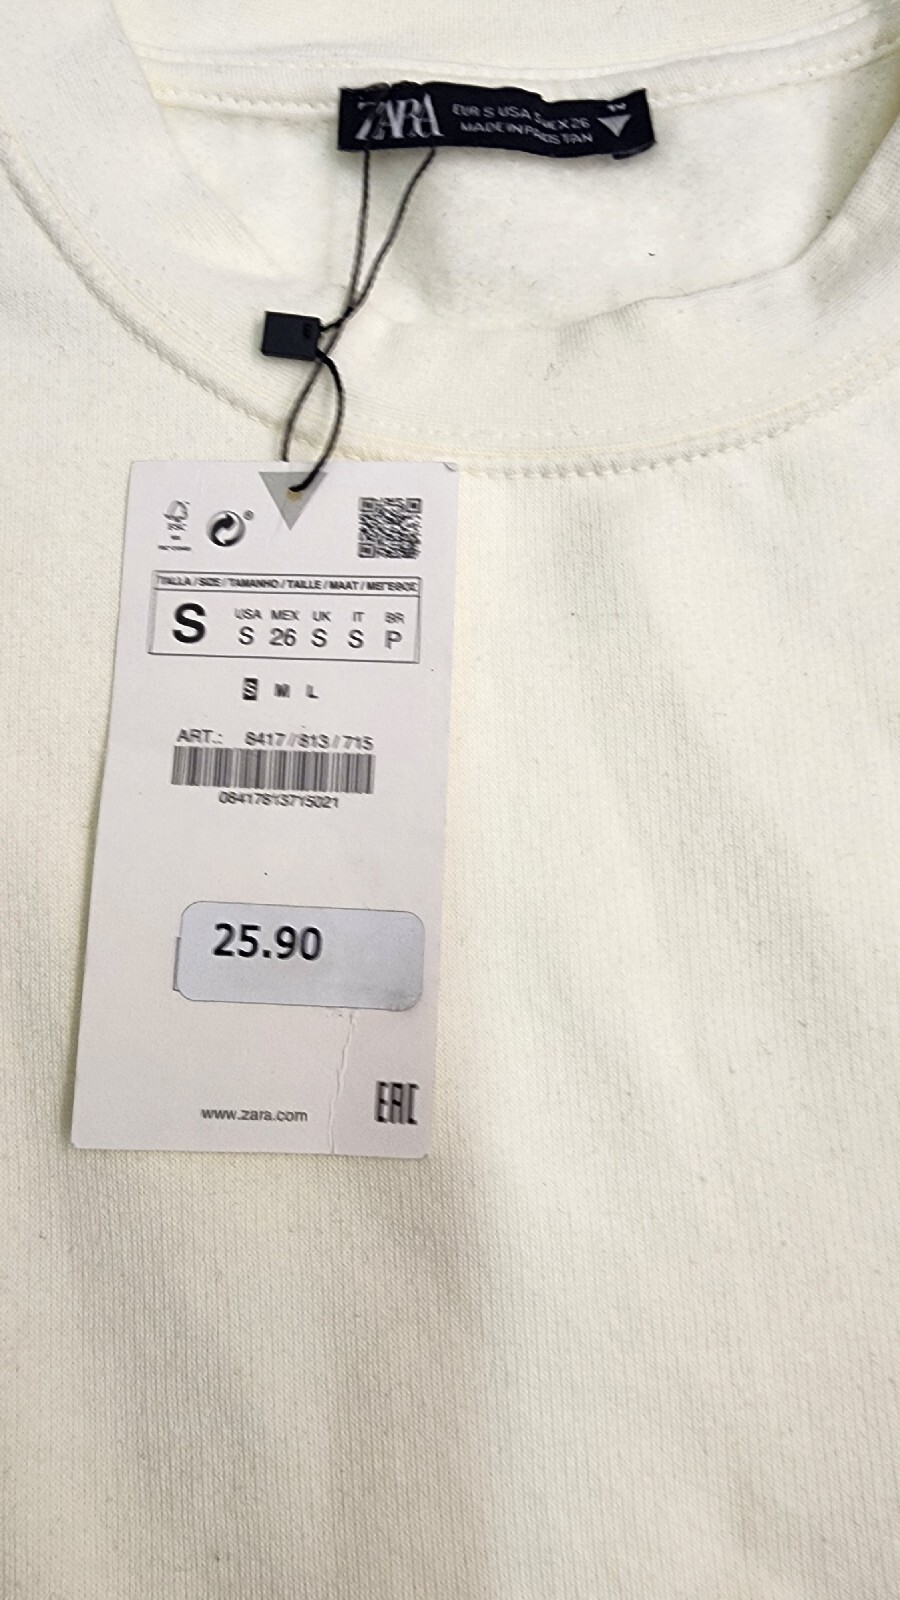 ZARA
EUR S USA S MEX 26
MADE IN PAKISTAN
FSC
TALLA / SIZE / TAMANHO / TAILLE / MAAT /
S
USA MEX UK IT BR
S 26 S S P
S M L
ART.: 8417//813//715
08417813715021
25.90
www.zara.com
EAC